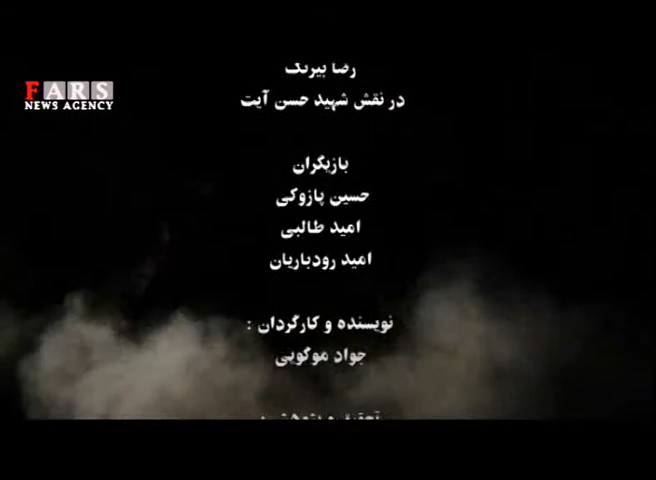 FARS
NEWS AGENCY
رضا بیرنگ
در نقش شهید حسن آیت
بازیگران
حسین پازوکی
امید طالبی
امید رودباریان
نویسنده و کارگردان :
جواد موگویی